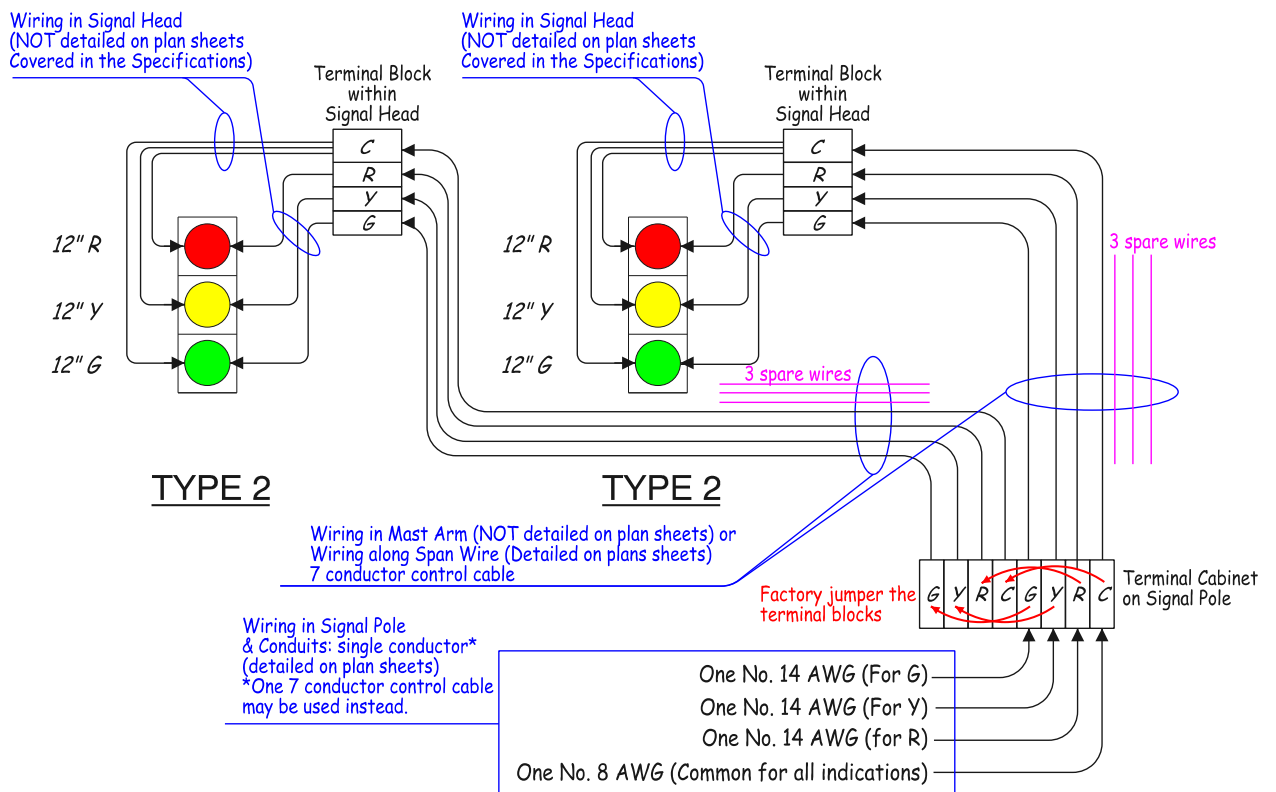 Wiring in Signal Head
(NOT detailed on plan sheets
Covered in the Specifications)
Wiring in Signal Head
(NOT detailed on plan sheets
Covered in the Specifications)
Terminal Block
within
Signal Head
C
R
Y
G
Terminal Block
within
Signal Head
C
R
Y
G
12" R
12" Y
12" G
12" R
12" Y
12" G
3 spare wires
3 spare wires
TYPE 2
TYPE 2
Wiring in Mast Arm (NOT detailed on plan sheets) or
Wiring along Span Wire (Detailed on plans sheets)
7 conductor control cable
Factory jumper the
terminal blocks
G Y R C G Y R C
Terminal Cabinet
on Signal Pole
Wiring in Signal Pole
& Conduits: single conductor*
(detailed on plan sheets)
*One 7 conductor control cable
may be used instead.
One No. 14 AWG (For G)
One No. 14 AWG (For Y)
One No. 14 AWG (for R)
One No. 8 AWG (Common for all indications)